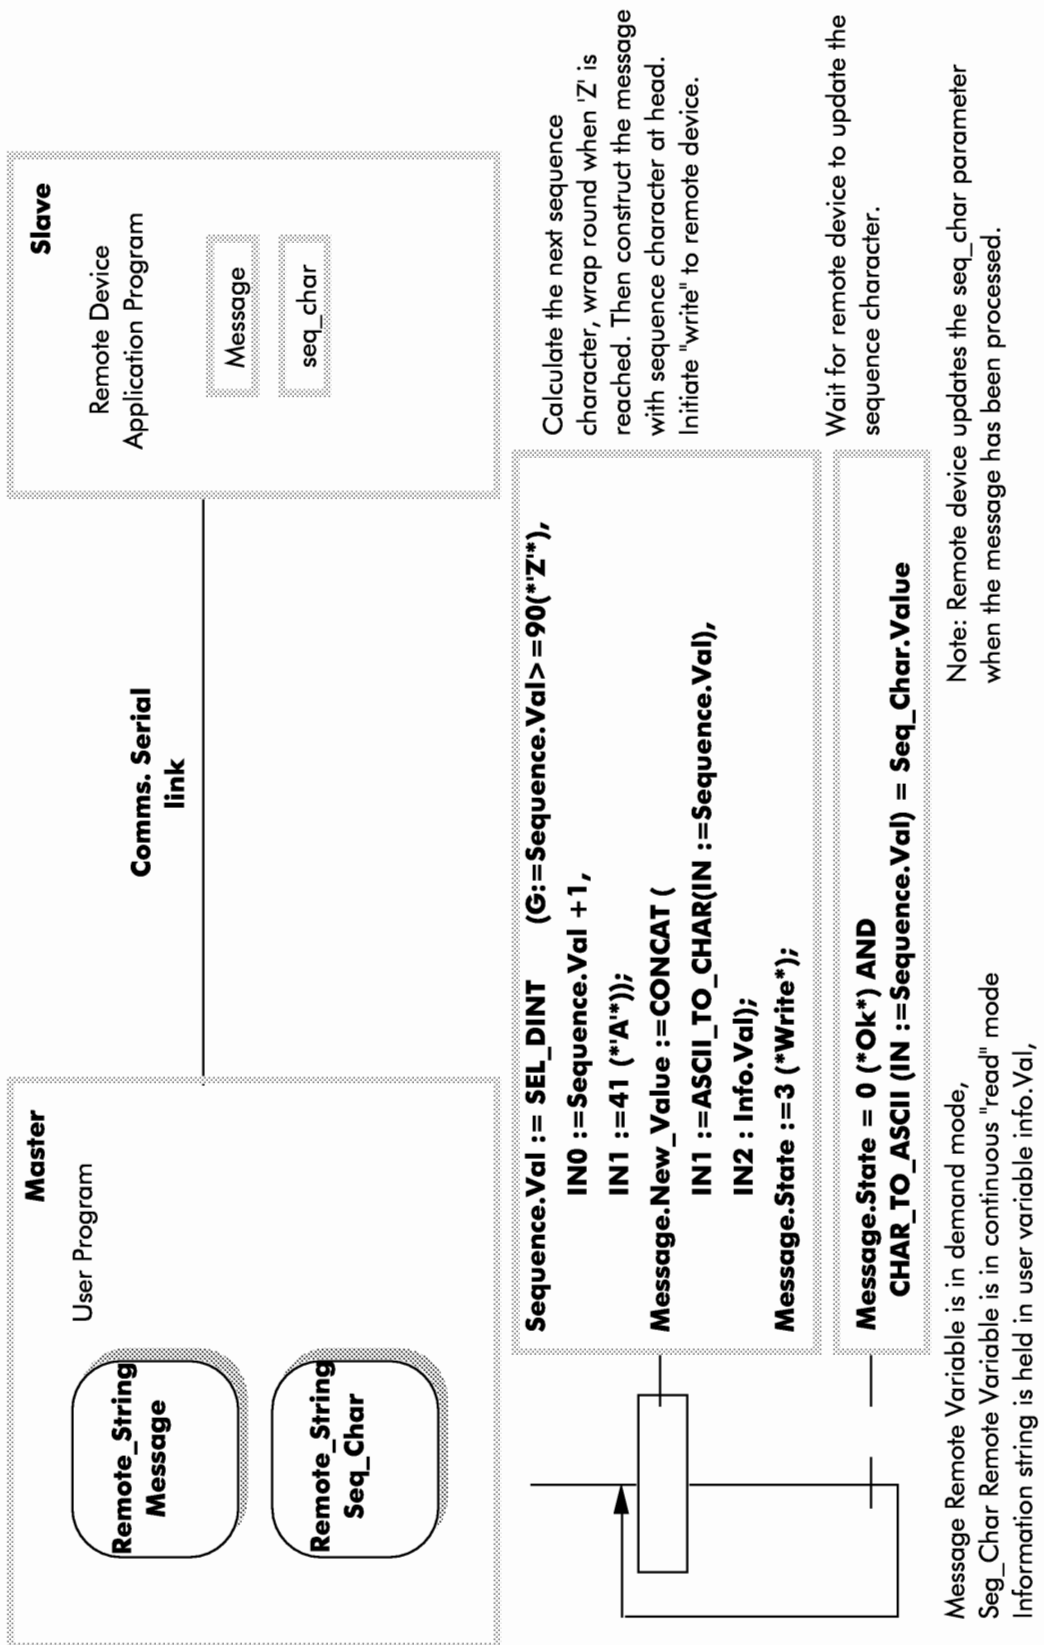 Master
User Program
Remote_String
Message
Remote_String
Seq_Char
Comms. Serial
link
Slave
Remote Device
Application Program
Message
seq_char
Sequence.Val := SEL_DINT (G:=Sequence.Val>=90(*'Z'*),
IN0 :=Sequence.Val +1,
IN1 :=41 (*'A'*));
Message.New_Value :=CONCAT (
IN1 :=ASCII_TO_CHAR(IN :=Sequence.Val),
IN2 : Info.Val);
Message.State :=3 (*Write*);
Calculate the next sequence
character, wrap round when 'Z' is
reached. Then construct the message
with sequence character at head.
Initiate "write" to remote device.
Message.State = 0 (*Ok*) AND
CHAR_TO_ASCII (IN :=Sequence.Val) = Seq_Char.Value
Wait for remote device to update the
sequence character.
Message Remote Variable is in demand mode,
Seg_Char Remote Variable is in continuous "read" mode
Information string is held in user variable info.Val,
Note: Remote device updates the seq_char parameter
when the message has been processed.